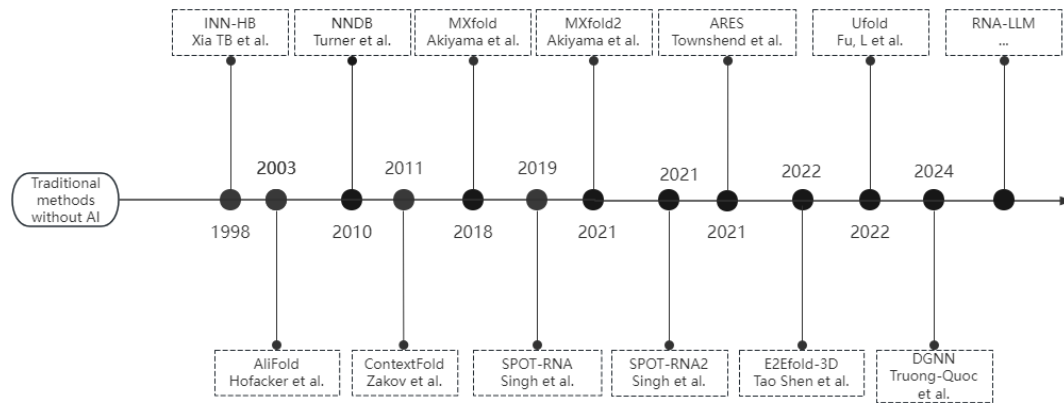 INN-HB
Xia TB et al.
NNDB
Turner et al.
MXfold
Akiyama et al.
MXfold2
Akiyama et al.
ARES
Townshend et al.
Ufold
Fu, L et al.
RNA-LLM
...
2003
2011
2019
2021
2022
2024
Traditional
methods
without AI
1998
2010
2018
2021
2021
2022
AliFold
Hofacker et al.
ContextFold
Zakov et al.
SPOT-RNA
Singh et al.
SPOT-RNA2
Singh et al.
E2Efold-3D
Tao Shen et al.
DGNN
Truong-Quoc
et al.